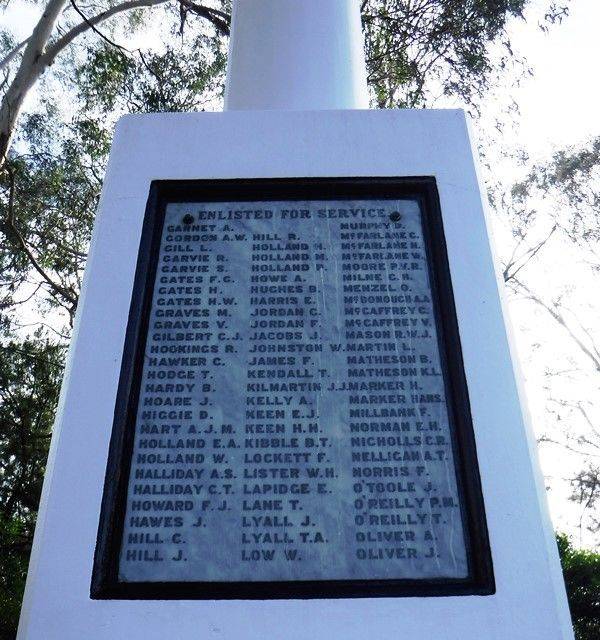 ENLISTED FOR SERVICE
GARNET A. MURPHY D.
GORDON A.W. HILL R. McFARLANE C.
GILL L. HOLLAND H. McFARLANE H.
GARVIE R. HOLLAND M. McFARLANE W.
GARVIE S. HOLLAND MOORE P.V.R.
GATES F.C. HOWE A. MILNE C.H.
GATES H. HUGHES B. MENZEL O.
GATES H.W. HARRIS E. McDONOUGH A.A.
GRAVES M. JORDAN C. McCAFFREY C.
GRAVES V. JORDAN F. McCAFFREY V.
GILBERT C.J. JACOBS J. MASON R.W.J.
HOOKINGS R. JOHNSTON W. MARTIN L.
HAWKER C. JAMES F. MATHESON B.
HODGE T. KENDALL T. MATHESON K.L.
HARDY B. KILMARTIN J.J. MARKER H.
HOARE J. KELLY A. MARKER HANS.
HIGGIE D. KEEN E.J. MILLBANK F.
HART A.J.M. KEEN H.H. NORMAN E.H.
HOLLAND E.A. KIBBLE B.T. NICHOLLS C.R.
HOLLAND W. LOCKETT F. NELLIGAN A.T.
HALLIDAY A.S. LISTER W.H. NORRIS F.
HALLIDAY C.T. LAPIDGE E. O'TOOLE J.
HOWARD F.J. LANE T. O'REILLY P.M.
HAWES J. LYALL J. O'REILLY T.
HILL C. LYALL T.A. OLIVER A.
HILL J. LOW W. OLIVER J.